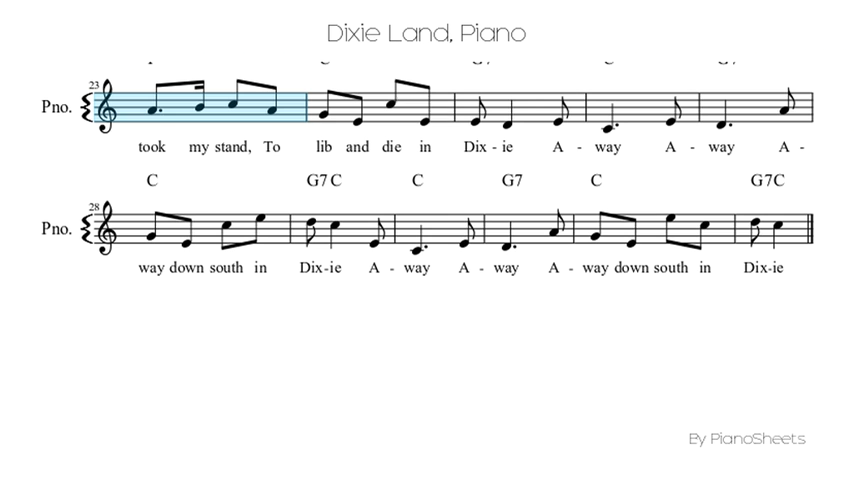 Dixie Land, Piano
23
Pno.
took my stand, To lib and die in Dix - ie A - way A - way A -
C G7 C C G7 C G7C
28
Pno.
way down south in Dix-ie A - way A - way A - way down south in Dix-ie
By PianoSheets